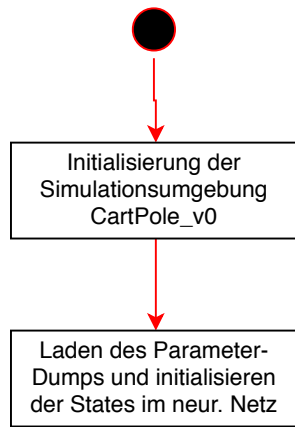 Initialisierung der
Simulationsumgebung
CartPole_v0
Laden des Parameter-
Dumps und initialisieren
der States im neur. Netz